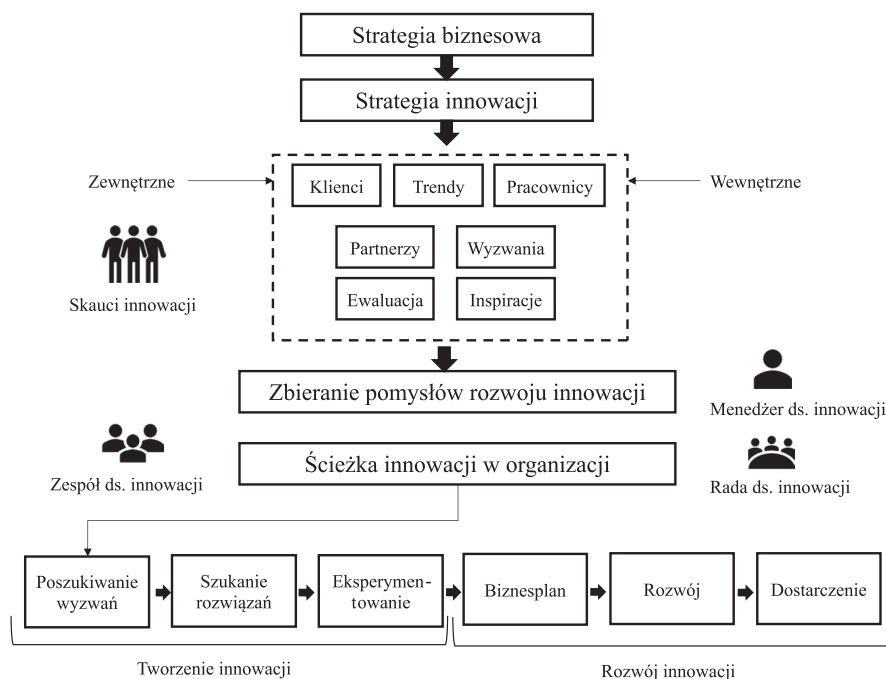 Strategia biznesowa
Strategia innowacji
Zewnętrzne
Klienci
Trendy
Pracownicy
Wewnętrzne
Partnerzy
Wyzwania
Skauci innowacji
Ewaluacja
Inspiracje
Zbieranie pomysłów rozwoju innowacji
Menedżer ds. innowacji
Ścieżka innowacji w organizacji
Zespół ds. innowacji
Rada ds. innowacji
Poszukiwanie
wyzwań
Szukanie
rozwiązań
Eksperymen-
towanie
Biznesplan
Rozwój
Dostarczenie
Tworzenie innowacji
Rozwój innowacji